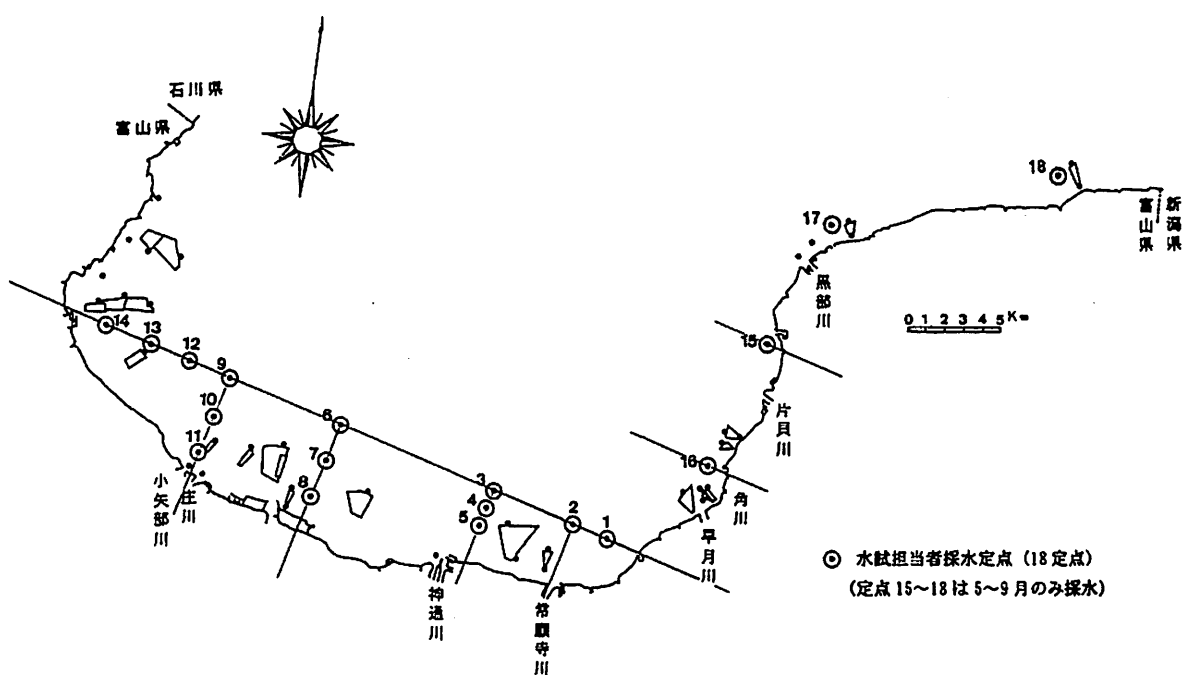 石川県
富山県
18
17
新潟県
富山県
黒部川
0 1 2 3 4 5 Km
14
13
12
9
15
10
6
片貝川
11
7
16
8
3
小矢部川
庄川
4
2
角川
5
1
早月川
神通川
常願寺川
水試担当者採水定点 (18定点)
(定点15~18は5~9月のみ採水)